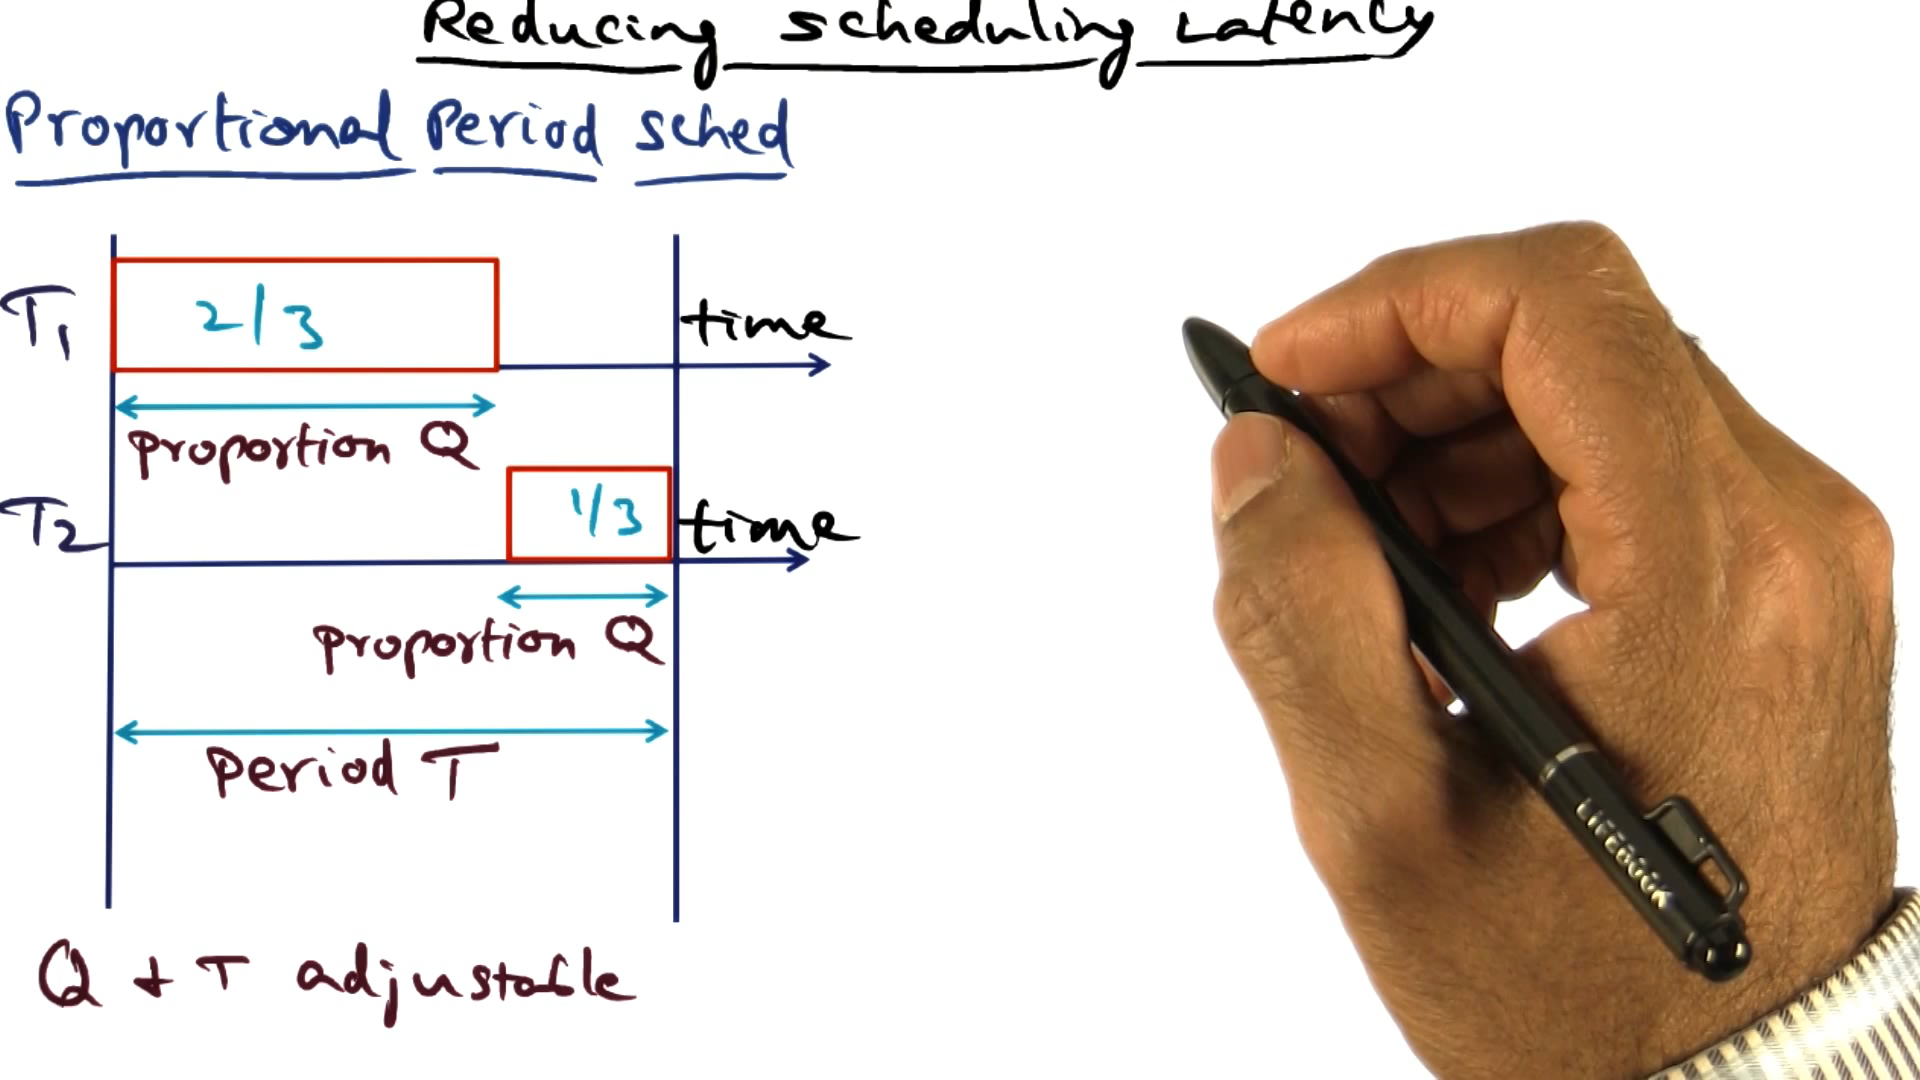 Reducing scheduling Latency
Proportional Period sched
T1 2/3 time
proportion Q
T2 1/3 time
proportion Q
Period T
Q + T adjustable
LIFEBOOK